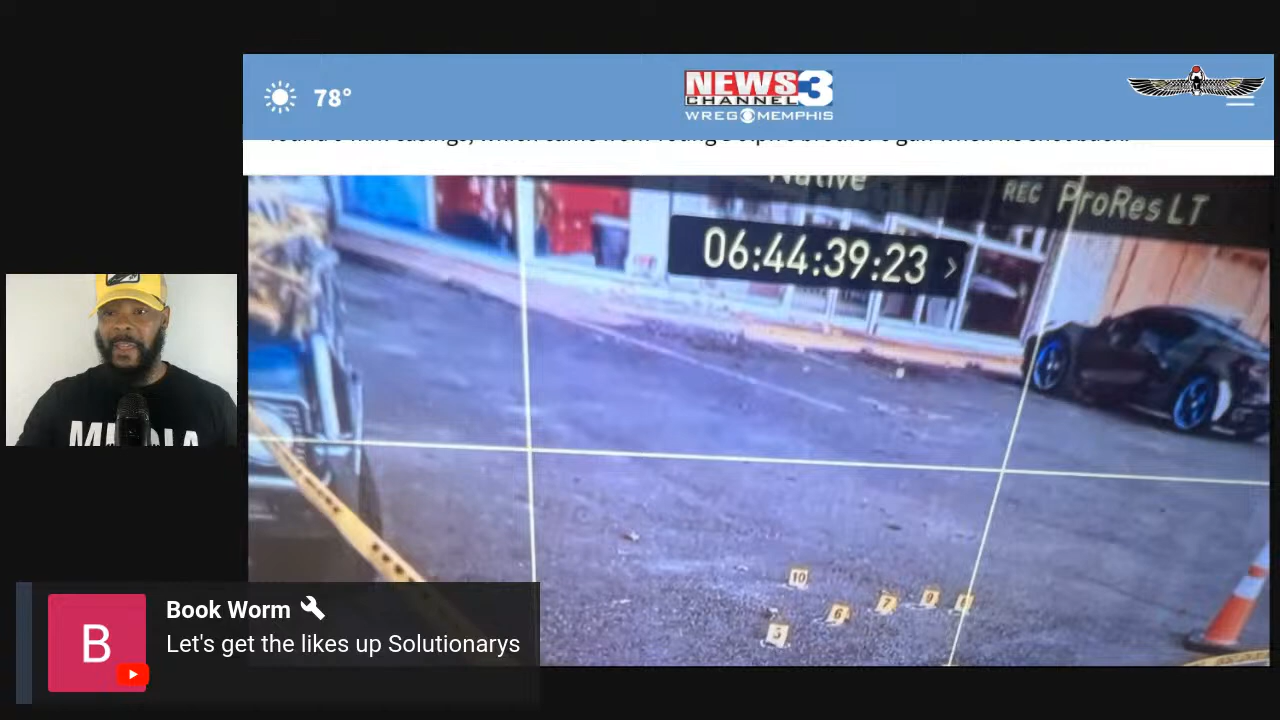 78°
NEWS
CHANNEL 3
WREG MEMPHIS
Native
REC ProRes LT
06:44:39:23
10
9
7
6
5
B
Book Worm
Let's get the likes up Solutionarys